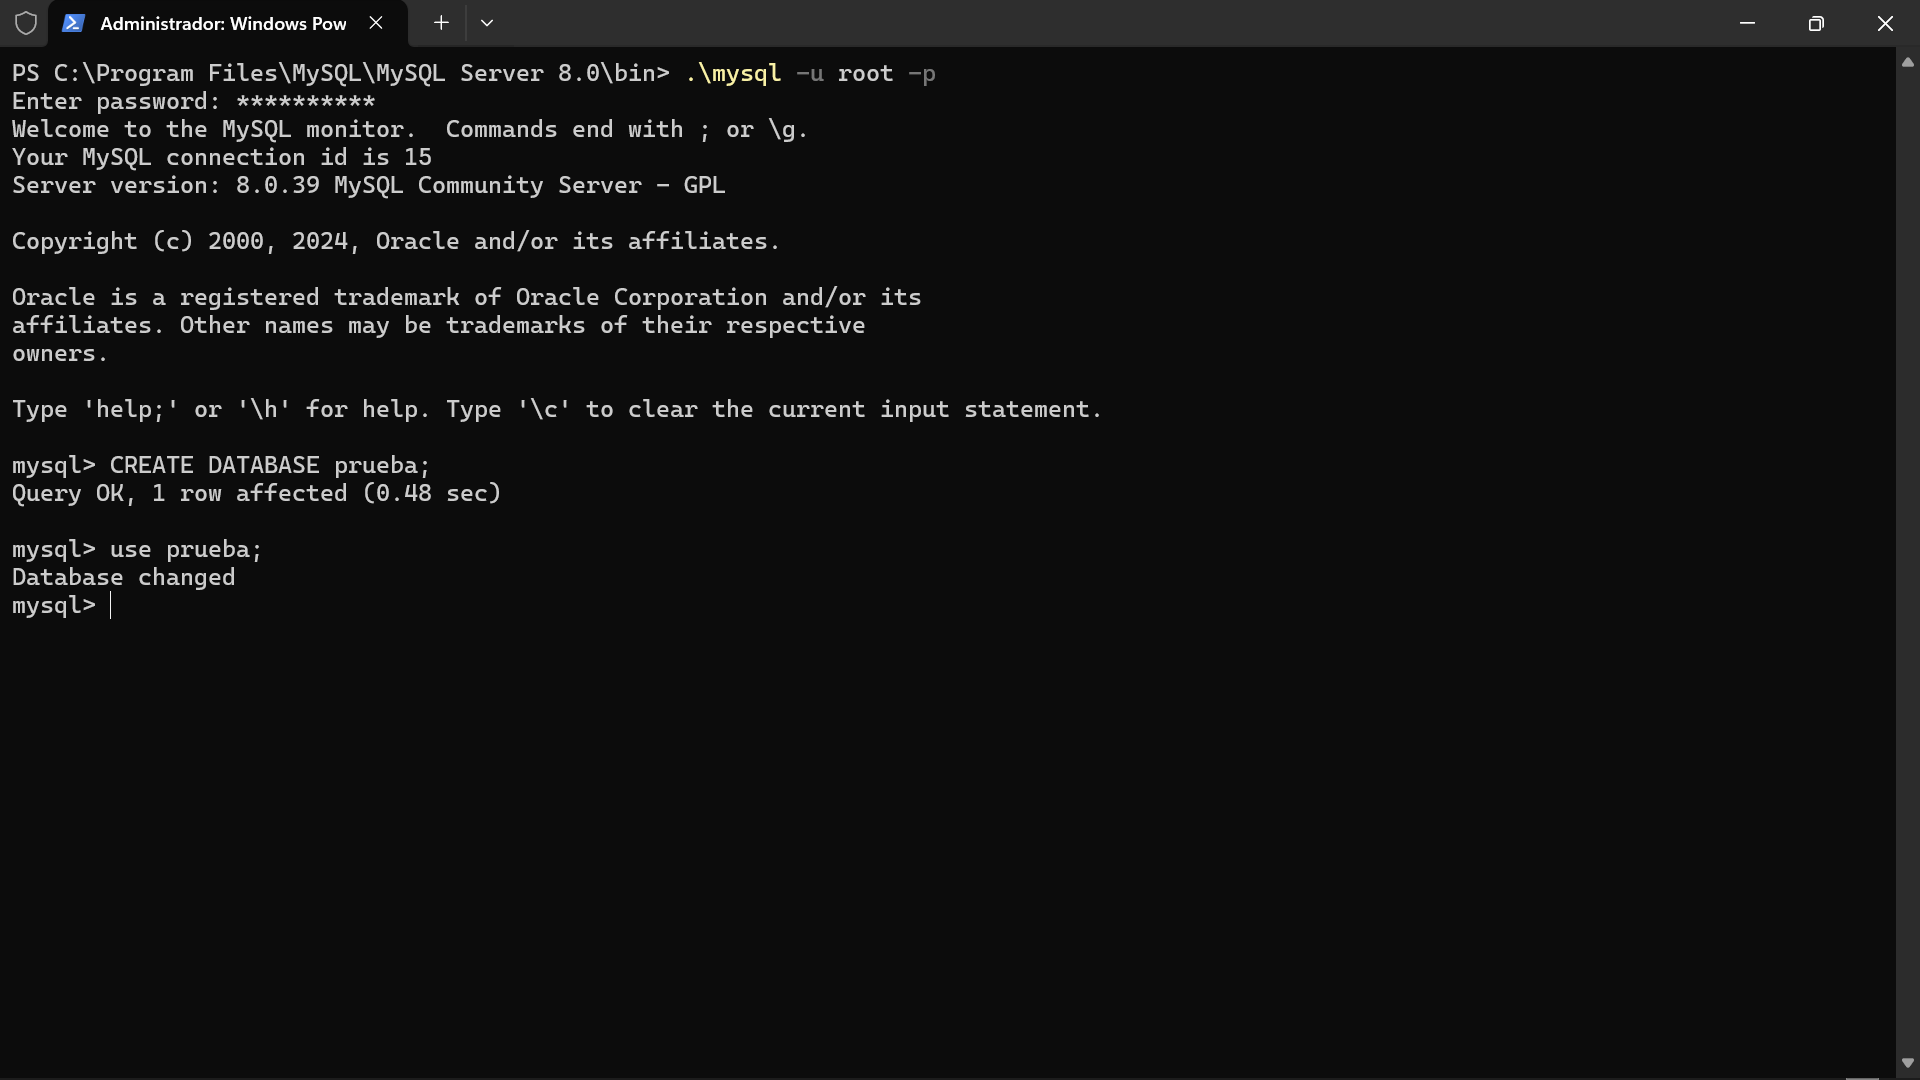 Administrador: Windows Pow
PS C:\Program Files\MySQL\MySQL Server 8.0\bin> .\mysql -u root -p
Enter password: **********
Welcome to the MySQL monitor.  Commands end with ; or \g.
Your MySQL connection id is 15
Server version: 8.0.39 MySQL Community Server - GPL
Copyright (c) 2000, 2024, Oracle and/or its affiliates.
Oracle is a registered trademark of Oracle Corporation and/or its
affiliates. Other names may be trademarks of their respective
owners.
Type 'help;' or '\h' for help. Type '\c' to clear the current input statement.
mysql> CREATE DATABASE prueba;
Query OK, 1 row affected (0.48 sec)
mysql> use prueba;
Database changed
mysql>